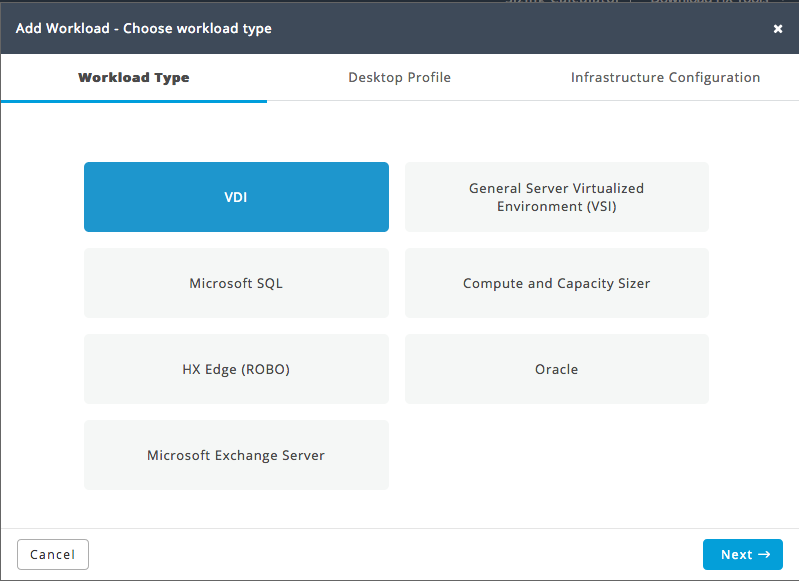 Add Workload - Choose workload type
Workload Type
Desktop Profile
Infrastructure Configuration
VDI
General Server Virtualized
Environment (VSI)
Microsoft SQL
Compute and Capacity Sizer
HX Edge (ROBO)
Oracle
Microsoft Exchange Server
Cancel
Next →